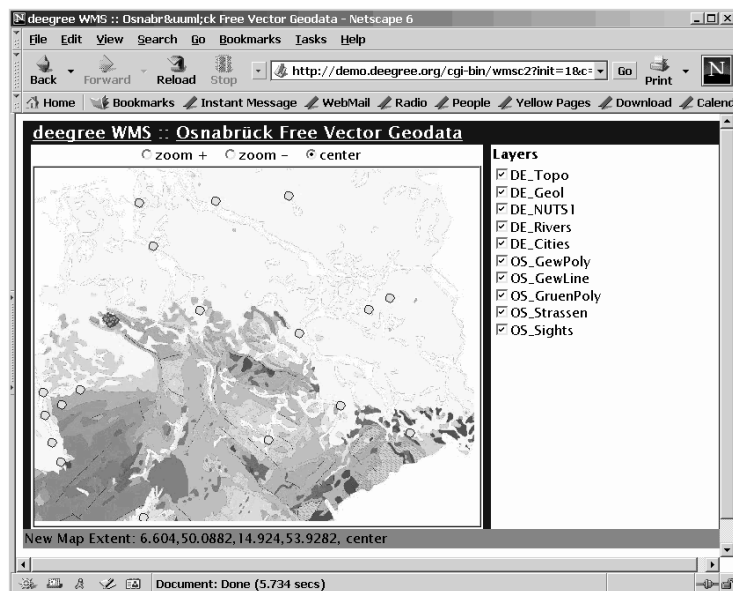 deegree WMS :: Osnabr&uuml;ck Free Vector Geodata - Netscape 6
File Edit View Search Go Bookmarks Tasks Help
Back Forward Reload Stop http://demo.deegree.org/cgi-bin/wmsc2?init=1&c= Go Print N
Home Bookmarks Instant Message WebMail Radio People Yellow Pages Download Calend
deegree WMS :: Osnabrück Free Vector Geodata
zoom + zoom - center
Layers
DE_Topo
DE_Geol
DE_NUTS1
DE_Rivers
DE_Cities
OS_GewPoly
OS_GewLine
OS_GruenPoly
OS_Strassen
OS_Sights
New Map Extent: 6.604,50.0882,14.924,53.9282, center
Document: Done (5.734 secs)